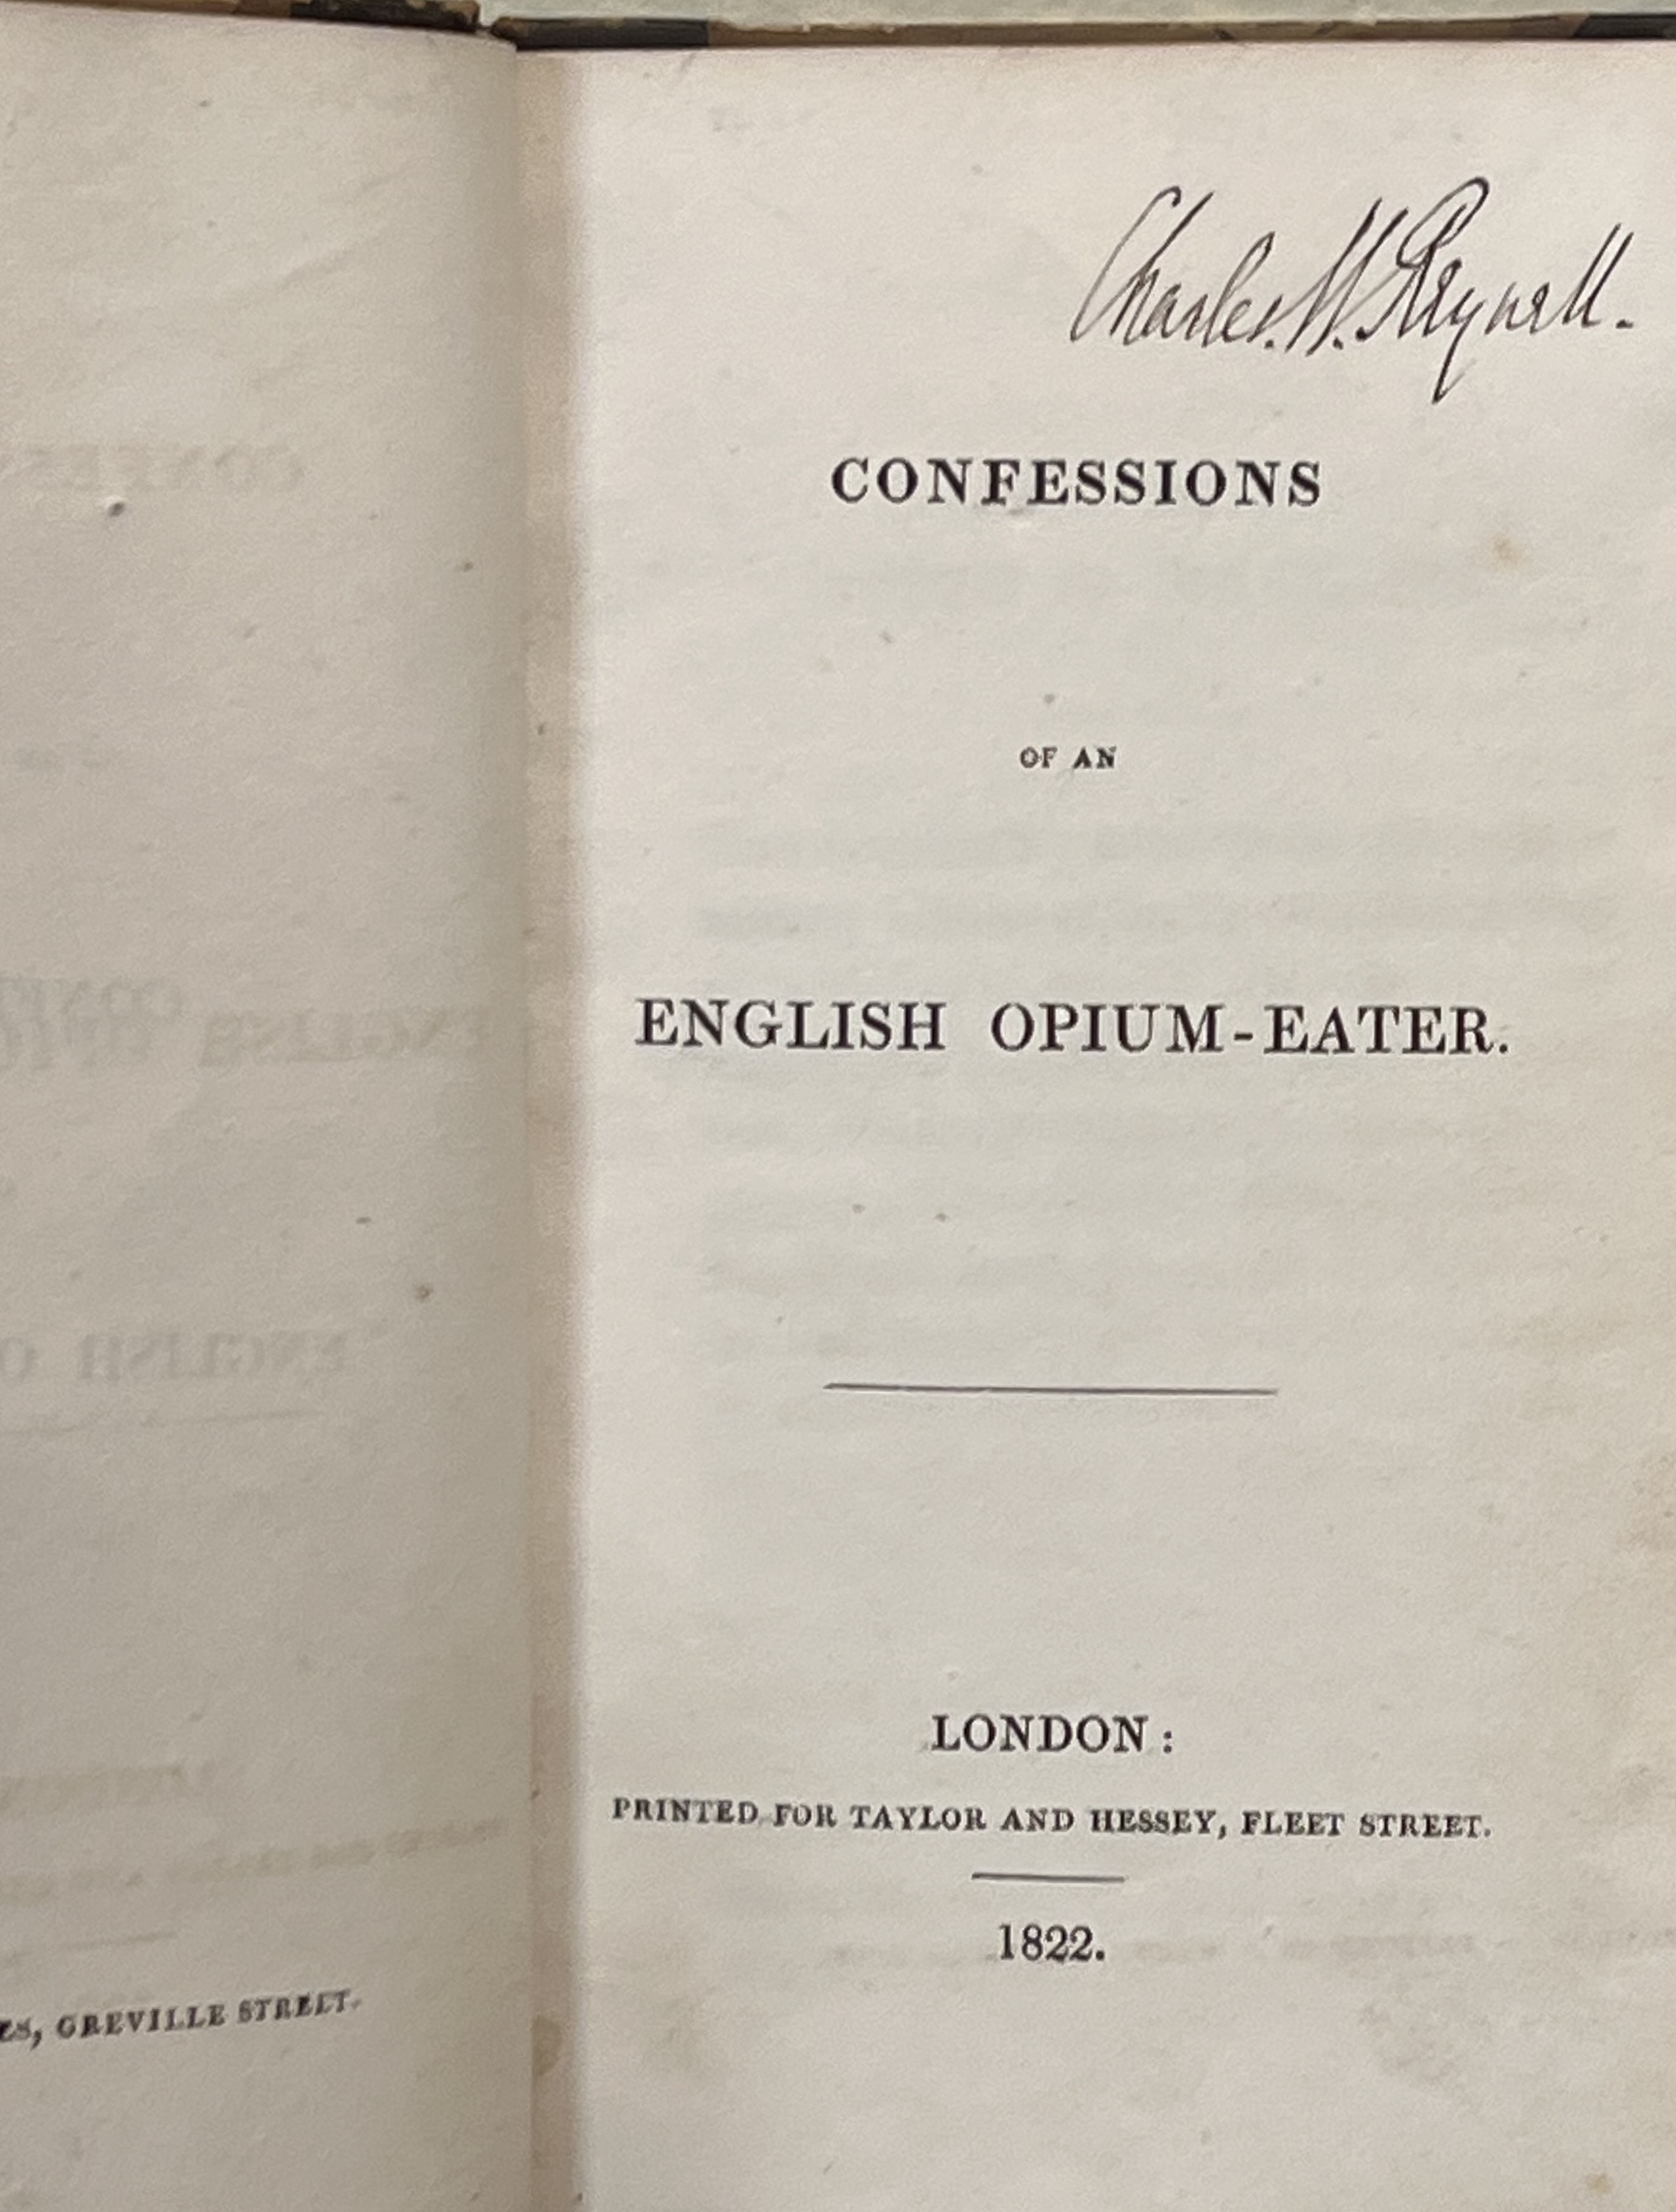 GREVILLE STREET.
Charles. W. Reynell.
CONFESSIONS
OF AN
ENGLISH OPIUM-EATER.
LONDON:
PRINTED FOR TAYLOR AND HESSEY, FLEET STREET.
1822.